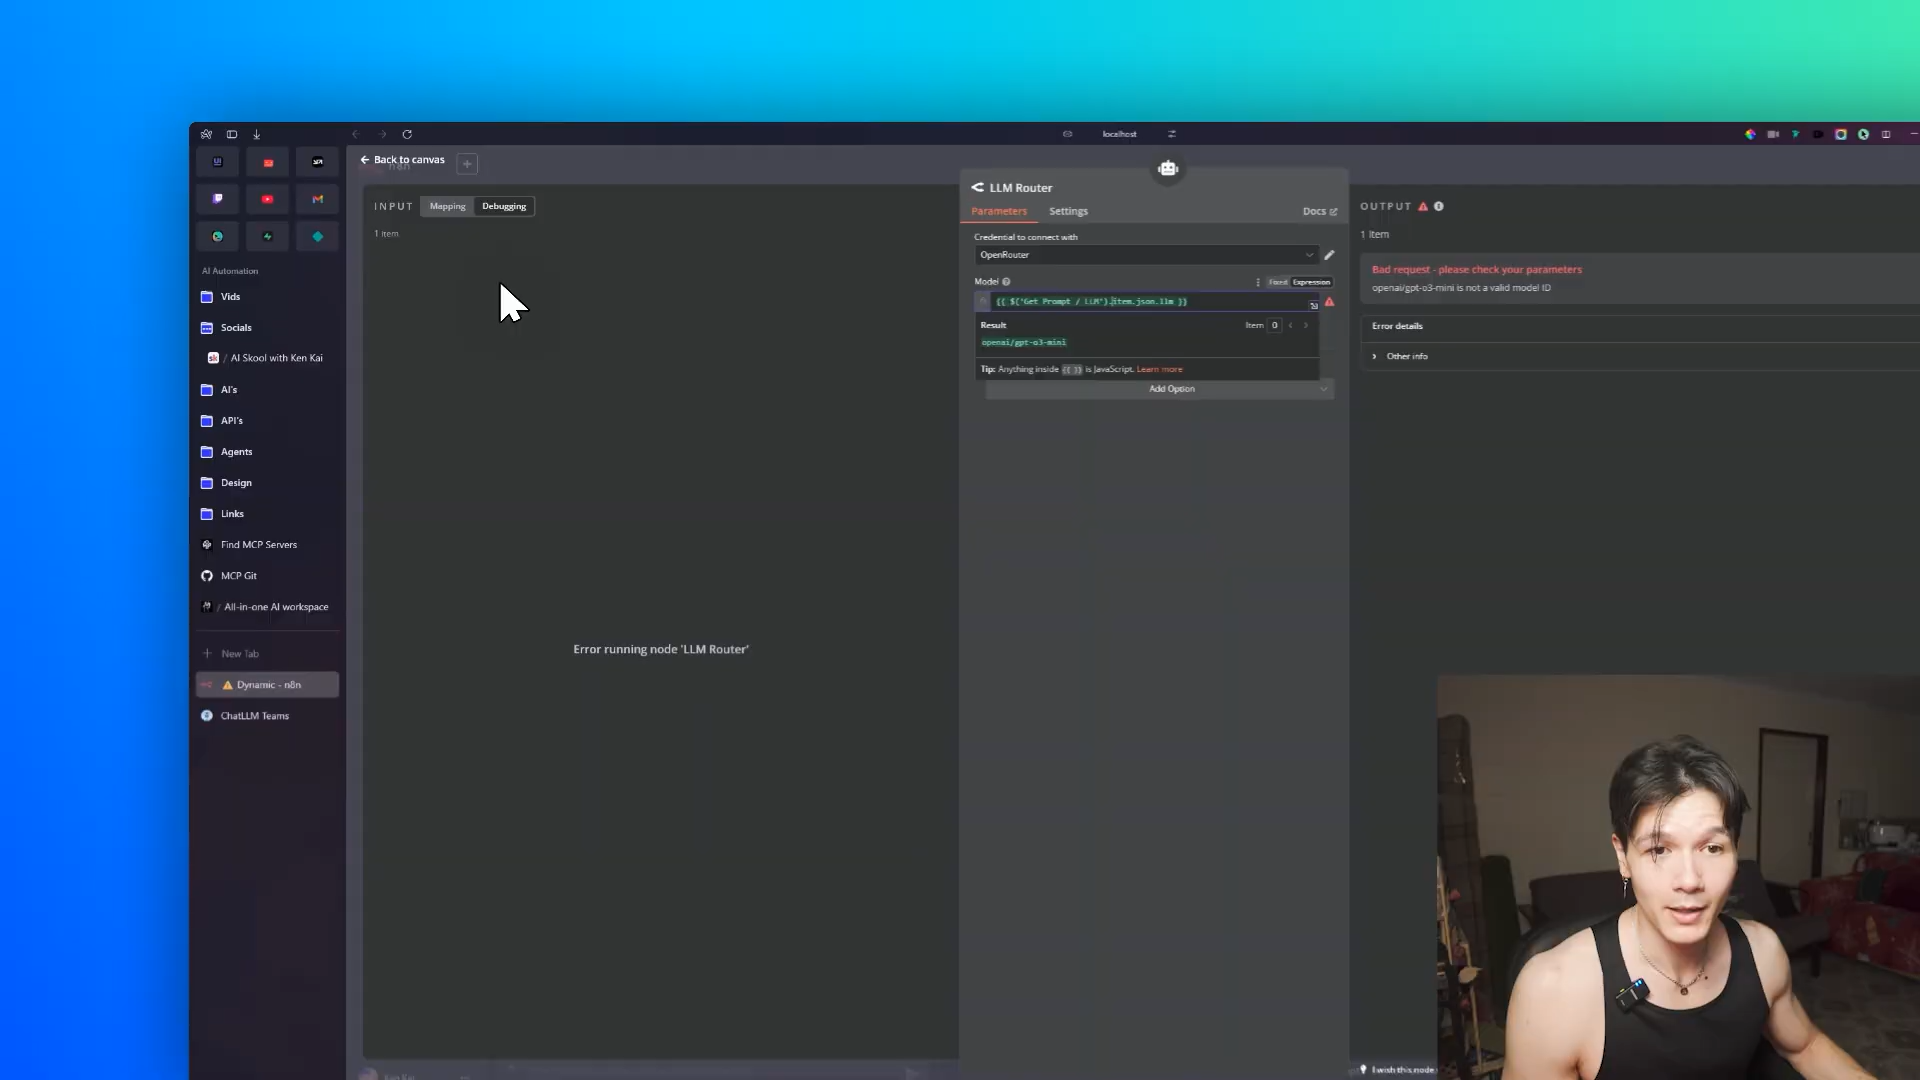 localhost
Back to canvas
INPUT
Mapping
Debugging
1 item
LLM Router
Parameters
Settings
Docs
Credential to connect with
OpenRouter
Model
Fixed
Expression
{{ $('Get Prompt / LLM').item.json.llm }}
Result
Item 0
openai/gpt-o3-mini
Tip: Anything inside {{ }} is JavaScript. Learn more
Add Option
OUTPUT
1 item
Bad request - please check your parameters
openai/gpt-o3-mini is not a valid model ID
Error details
Other info
Error running node 'LLM Router'
I wish this node
AI Automation
Vids
Socials
/ AI Skool with Ken Kai
AI's
API's
Agents
Design
Links
Find MCP Servers
MCP Git
/ All-in-one AI workspace
New Tab
Dynamic - n8n
ChatLLM Teams